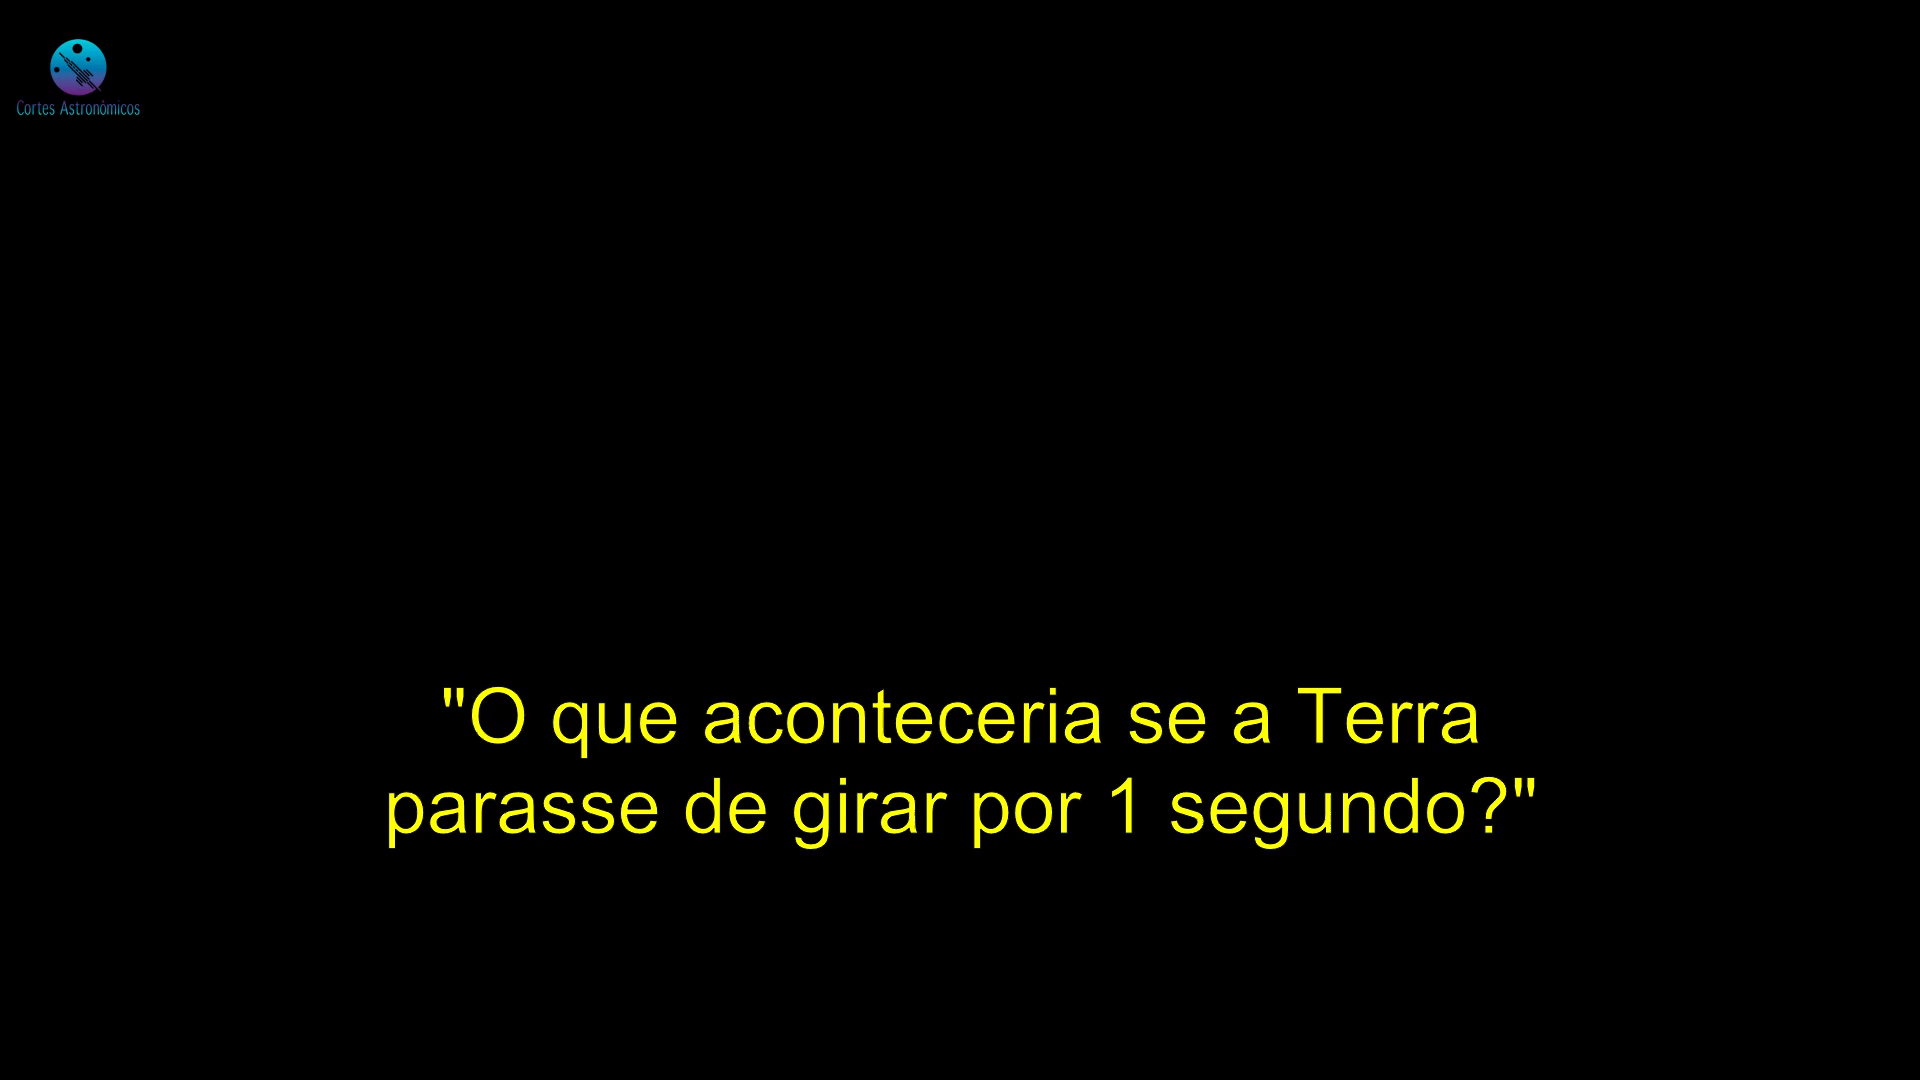 Cortes Astronômicos
"O que aconteceria se a Terra
parasse de girar por 1 segundo?"